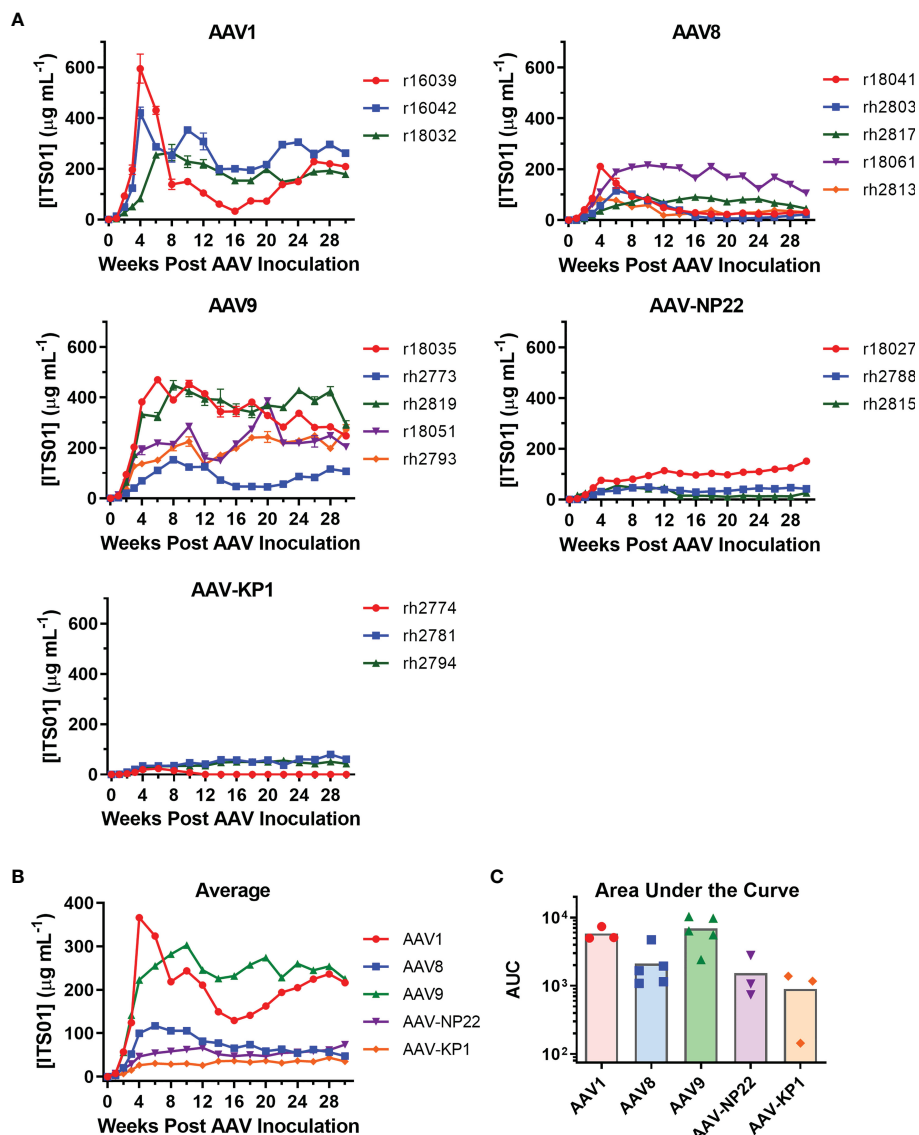 A
AAV1
[ITS01] (µg mL⁻¹)
600
400
200
0
0 4 8 12 16 20 24 28
Weeks Post AAV Inoculation
r16039
r16042
r18032
AAV8
[ITS01] (µg mL⁻¹)
600
400
200
0
0 4 8 12 16 20 24 28
Weeks Post AAV Inoculation
r18041
rh2803
rh2817
r18061
rh2813
AAV9
[ITS01] (µg mL⁻¹)
600
400
200
0
0 4 8 12 16 20 24 28
Weeks Post AAV Inoculation
r18035
rh2773
rh2819
r18051
rh2793
AAV-NP22
[ITS01] (µg mL⁻¹)
600
400
200
0
0 4 8 12 16 20 24 28
Weeks Post AAV Inoculation
r18027
rh2788
rh2815
AAV-KP1
[ITS01] (µg mL⁻¹)
600
400
200
0
0 4 8 12 16 20 24 28
Weeks Post AAV Inoculation
rh2774
rh2781
rh2794
B
Average
[ITS01] (µg mL⁻¹)
400
300
200
100
0
0 4 8 12 16 20 24 28
Weeks Post AAV Inoculation
AAV1
AAV8
AAV9
AAV-NP22
AAV-KP1
C
Area Under the Curve
AUC
10⁴
10³
10²
AAV1
AAV8
AAV9
AAV-NP22
AAV-KP1